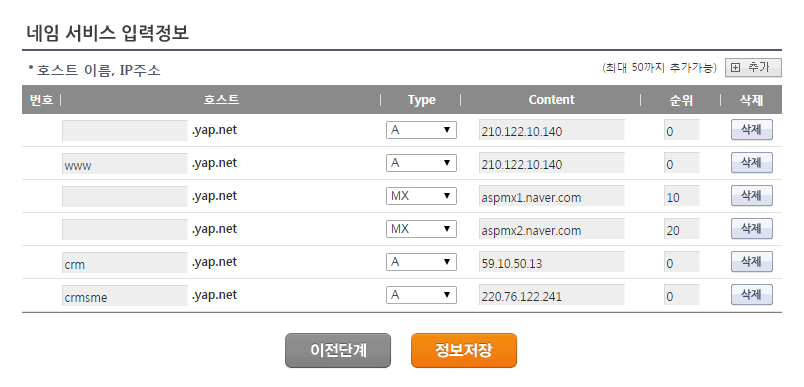 네임 서비스 입력정보
• 호스트 이름, IP주소 (최대 50까지 추가가능) 추가
번호 호스트 Type Content 순위 삭제
.yap.net A 210.122.10.140 0 삭제
www .yap.net A 210.122.10.140 0 삭제
.yap.net MX aspmx1.naver.com 10 삭제
.yap.net MX aspmx2.naver.com 20 삭제
crm .yap.net A 59.10.50.13 0 삭제
crmsme .yap.net A 220.76.122.241 0 삭제
이전단계 정보저장